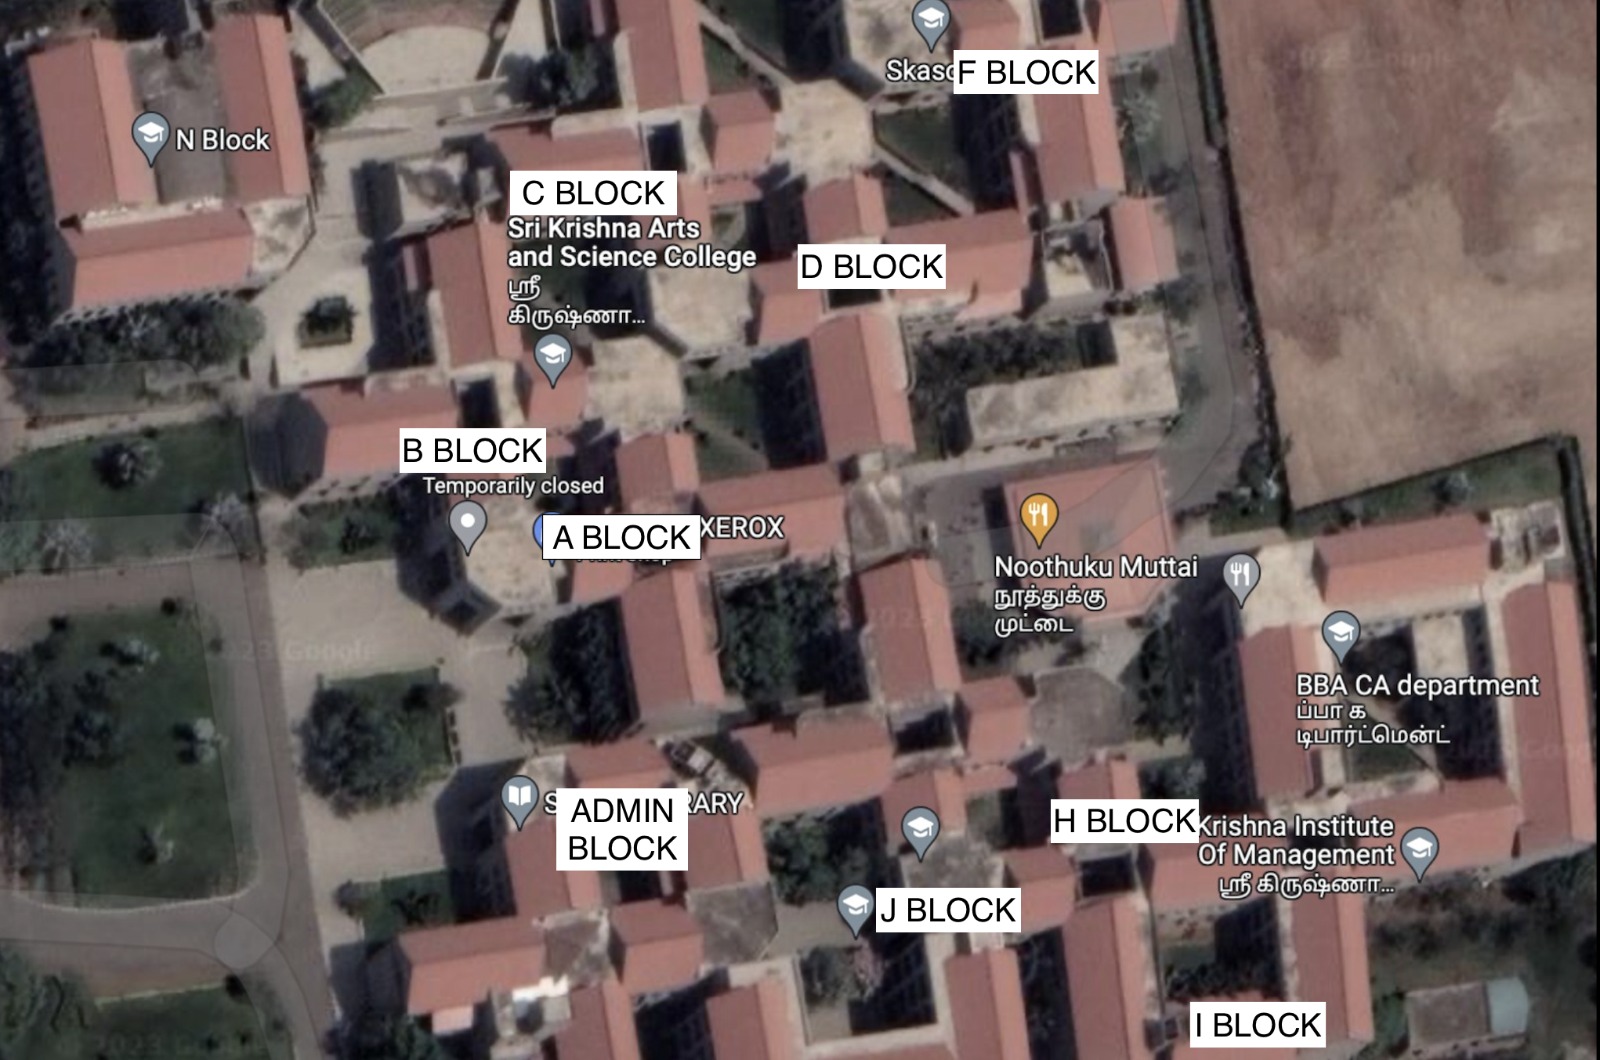 Skasc
F BLOCK
N Block
C BLOCK
Sri Krishna Arts
and Science College
ஸ்ரீ
கிருஷ்ணா...
D BLOCK
B BLOCK
Temporarily closed
A BLOCK
XEROX
Noothuku Muttai
நூத்துக்கு
முட்டை
BBA CA department
ப்பா க
டிபார்ட்மென்ட்
ADMIN
BLOCK
H BLOCK
Krishna Institute
Of Management
ஸ்ரீ கிருஷ்ணா...
J BLOCK
I BLOCK